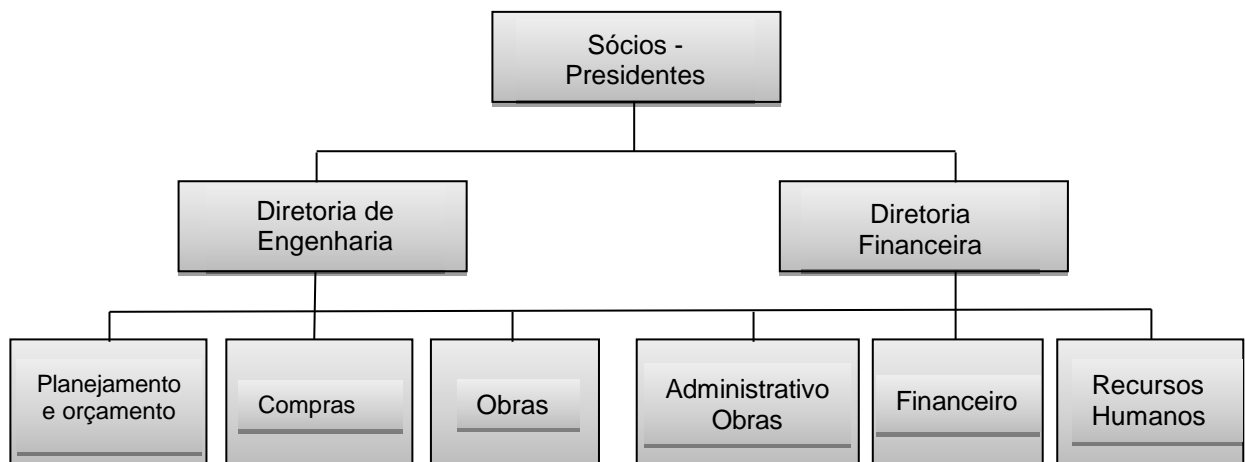 Sócios -
Presidentes
Diretoria de
Engenharia
Diretoria
Financeira
Planejamento
e orçamento
Compras
Obras
Administrativo
Obras
Financeiro
Recursos
Humanos